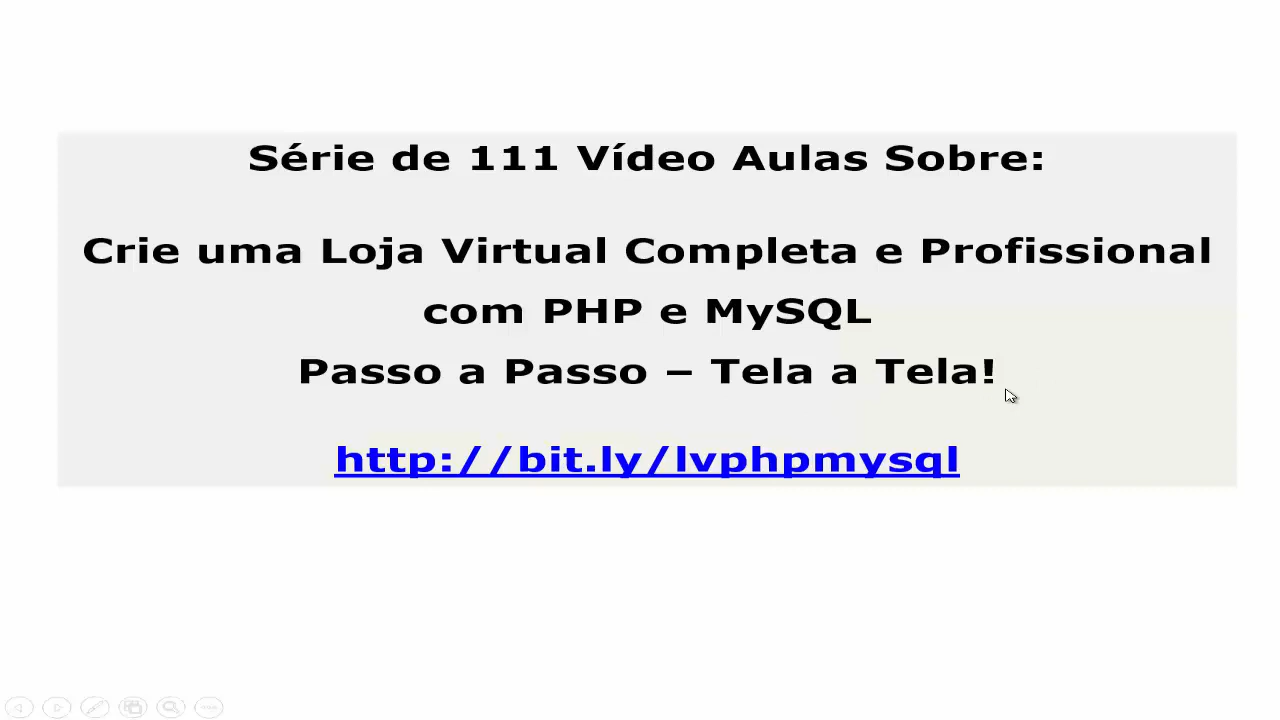 Série de 111 Vídeo Aulas Sobre:
Crie uma Loja Virtual Completa e Profissional
com PHP e MySQL
Passo a Passo – Tela a Tela!
http://bit.ly/lvphpmysql